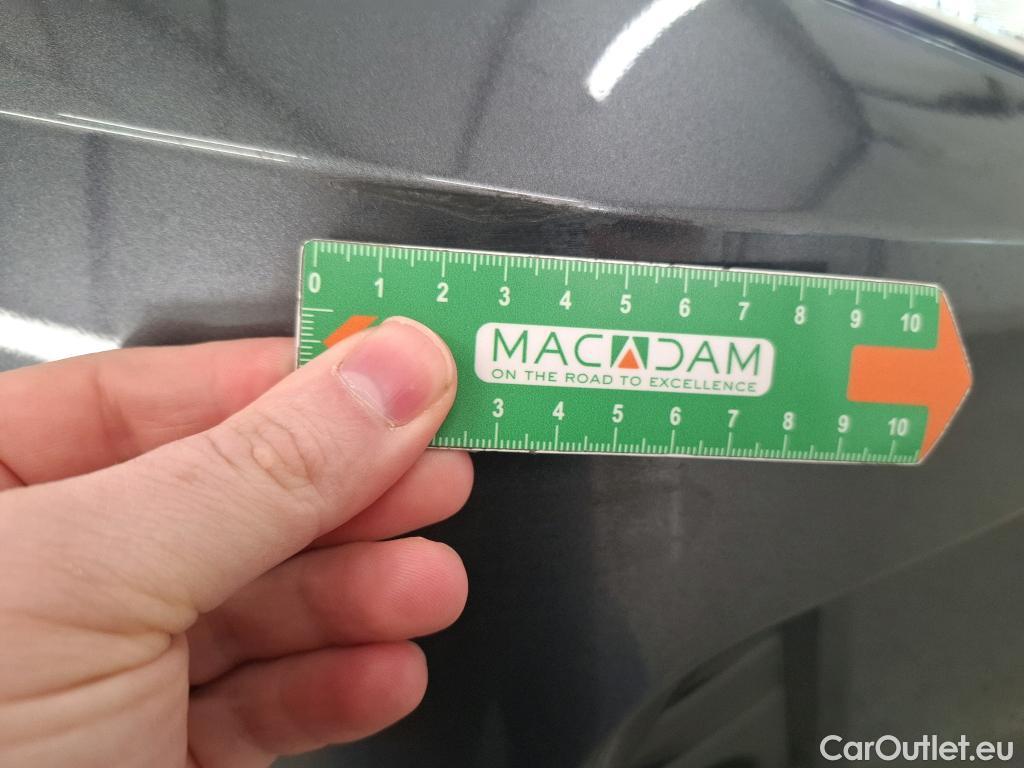 0 1 2 3 4 5 6 7 8 9 10
MACADAM
ON THE ROAD TO EXCELLENCE
3 4 5 6 7 8 9 10
CarOutlet.eu